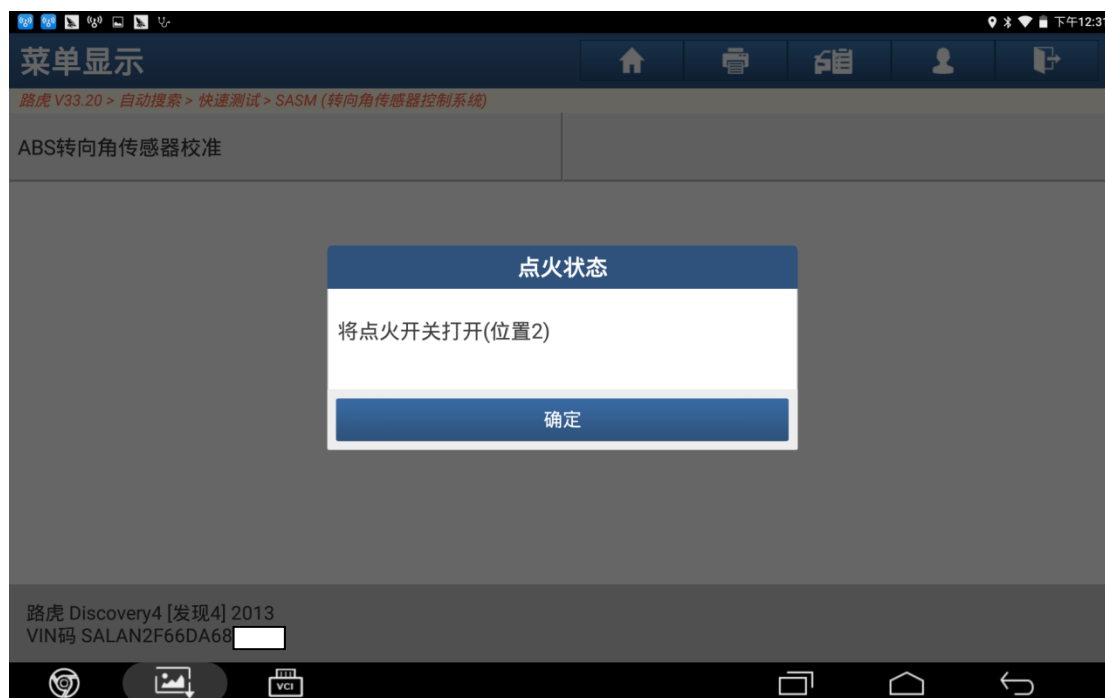 下午12:31
菜单显示
路虎 V33.20 > 自动搜索 > 快速测试 > SASM (转向角传感器控制系统)
ABS转向角传感器校准
点火状态
将点火开关打开(位置2)
确定
路虎 Discovery4 [发现4] 2013
VIN码 SALAN2F66DA68
VCI